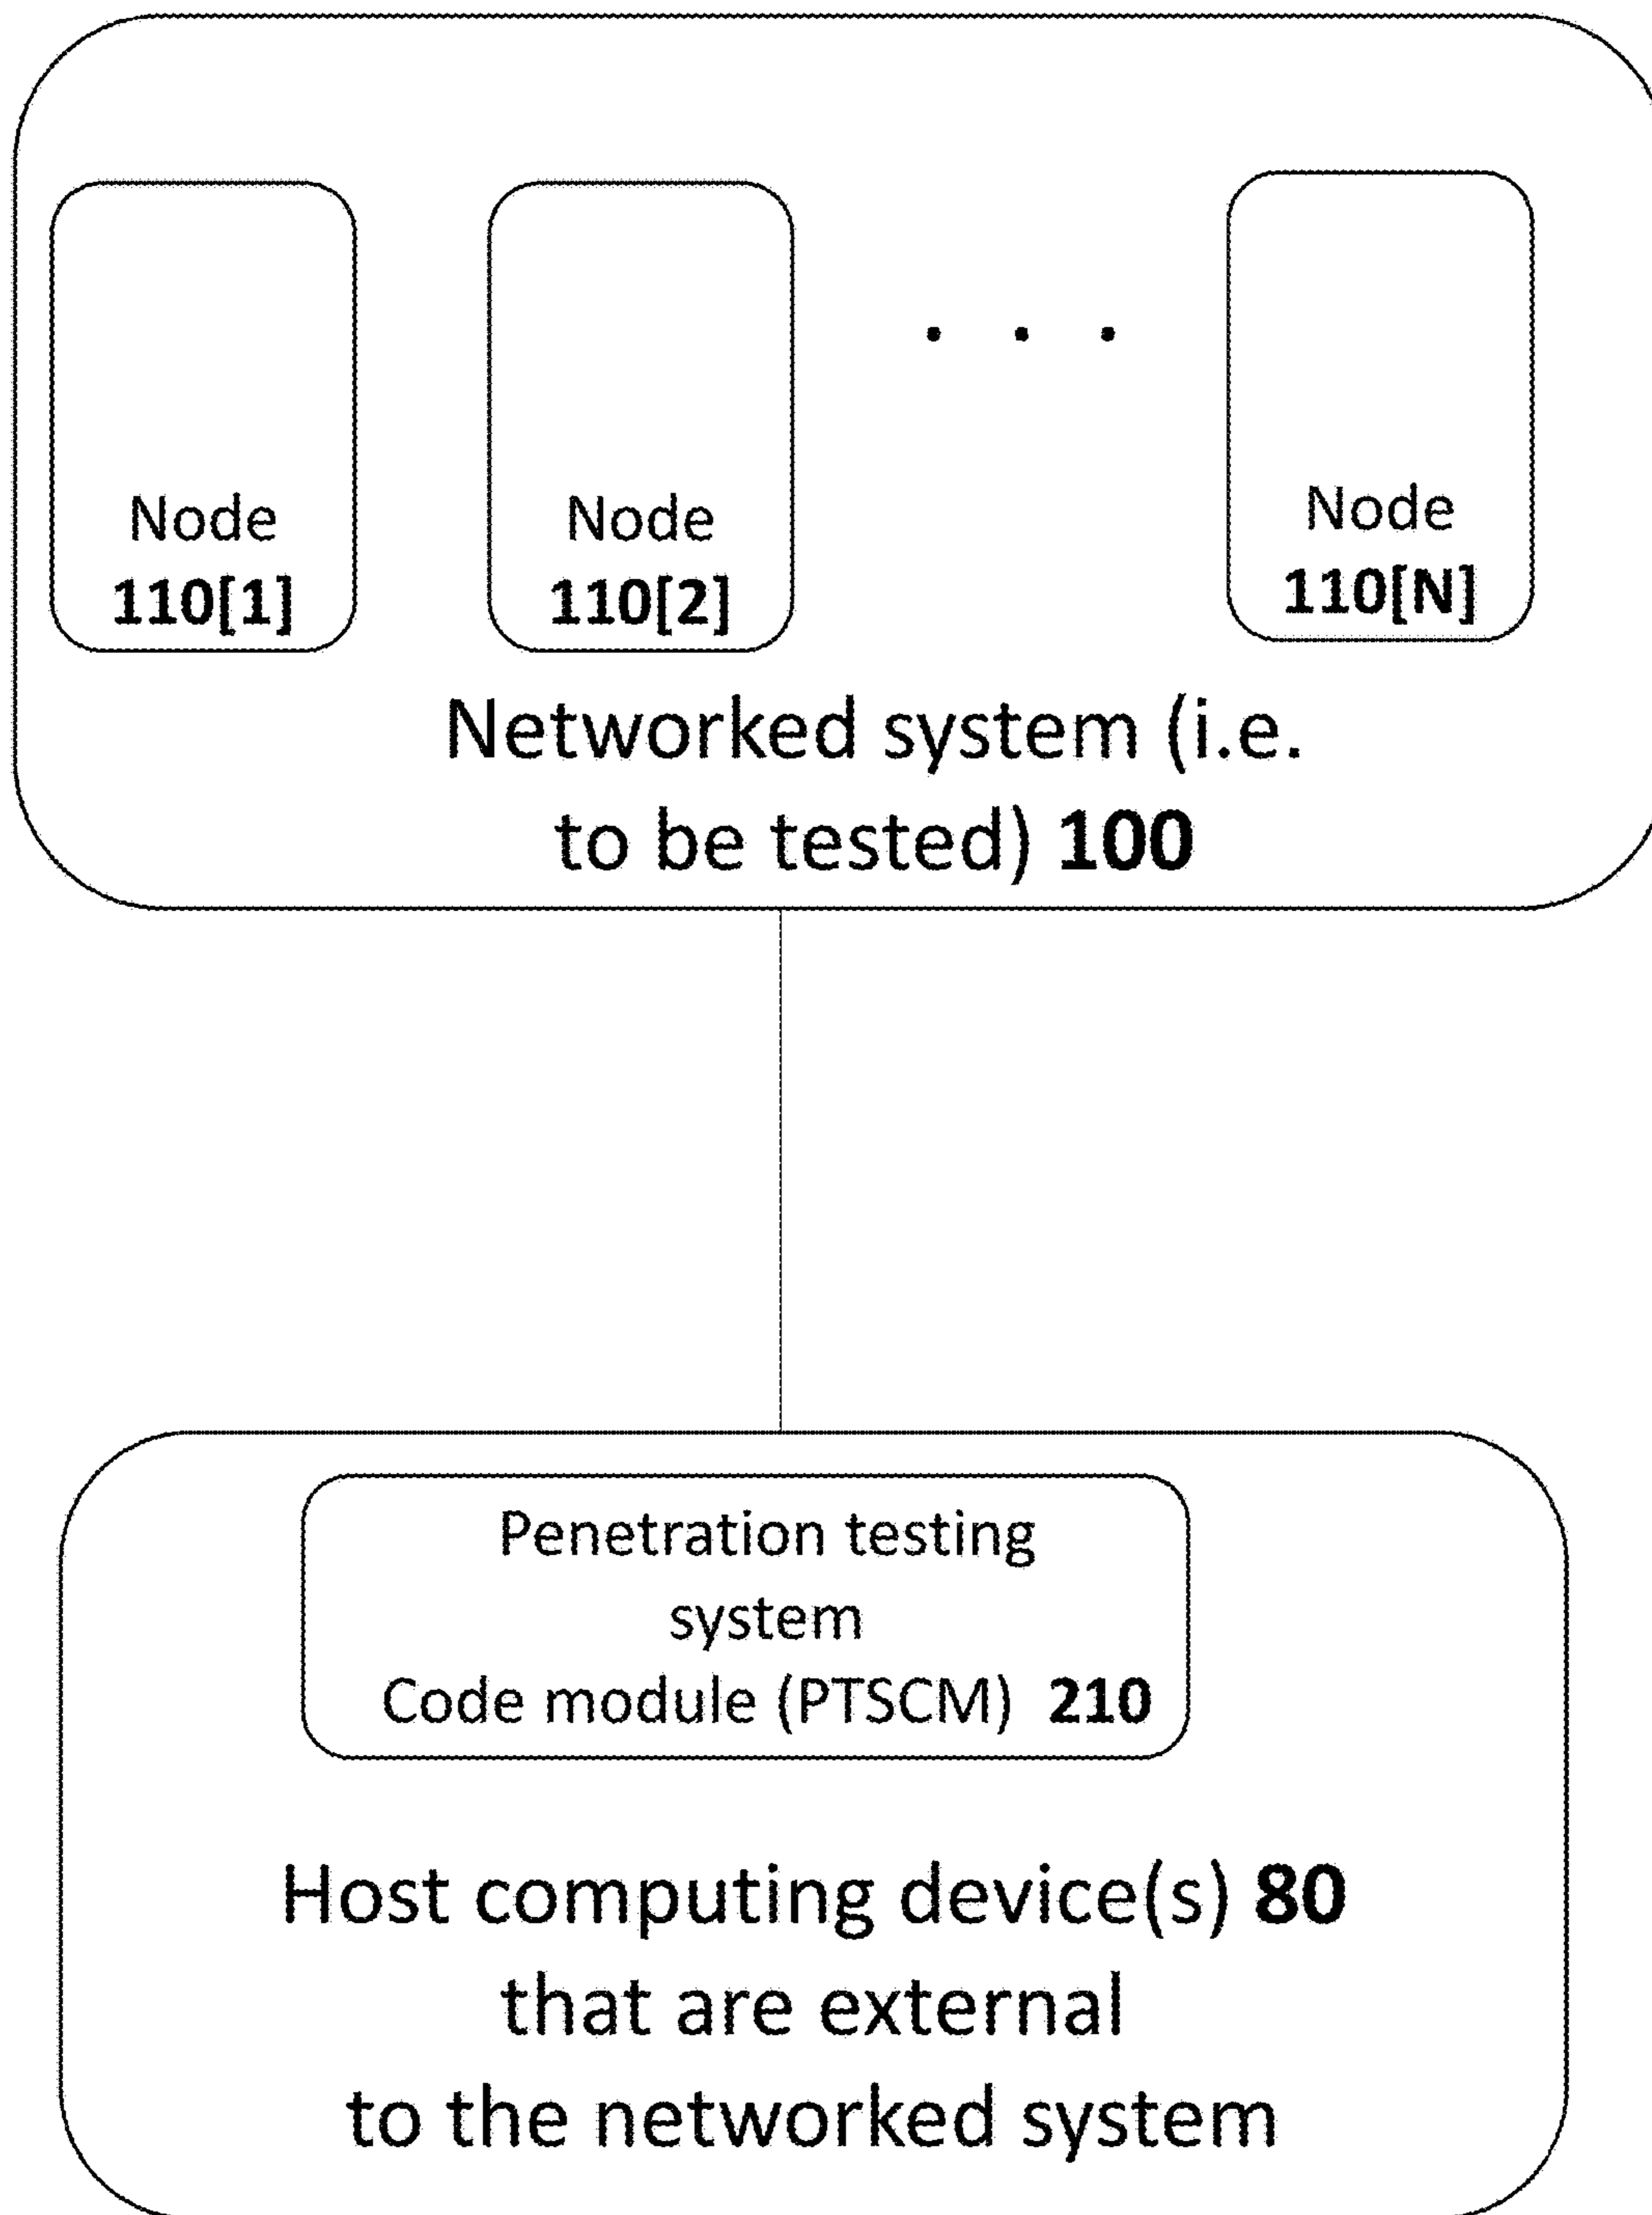 Node
110[1]
Node
110[2]
. . .
Node
110[N]
Networked system (i.e.
to be tested) 100
Penetration testing
system
Code module (PTSCM) 210
Host computing device(s) 80
that are external
to the networked system